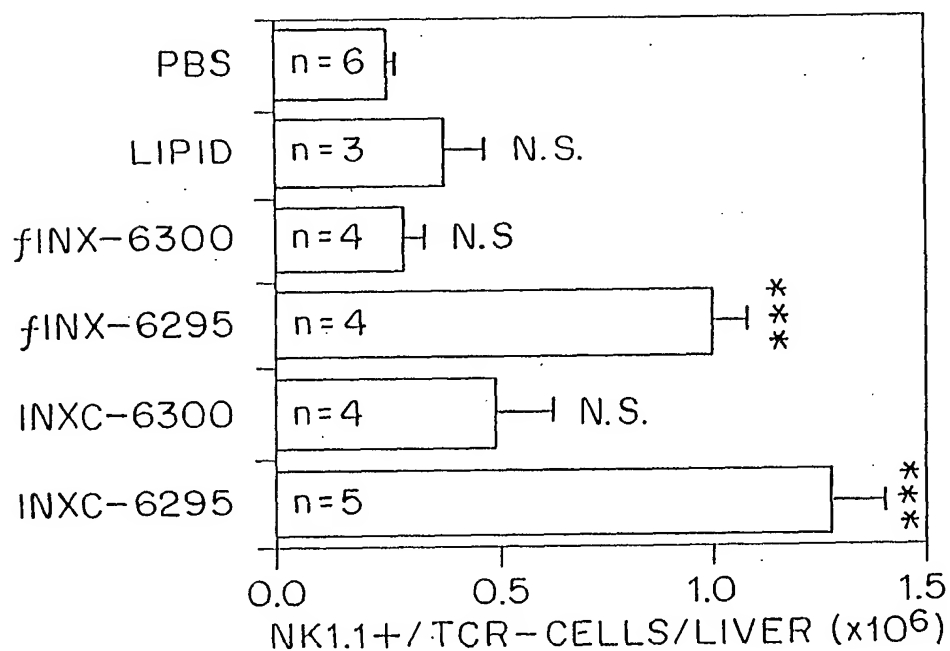 PBS n=6
LIPID n=3 N.S.
fINX-6300 n=4 N.S
fINX-6295 n=4 ***
INXC-6300 n=4 N.S.
INXC-6295 n=5 ***
0.0 0.5 1.0 1.5
NK1.1+/TCR-CELLS/LIVER (x10⁶)